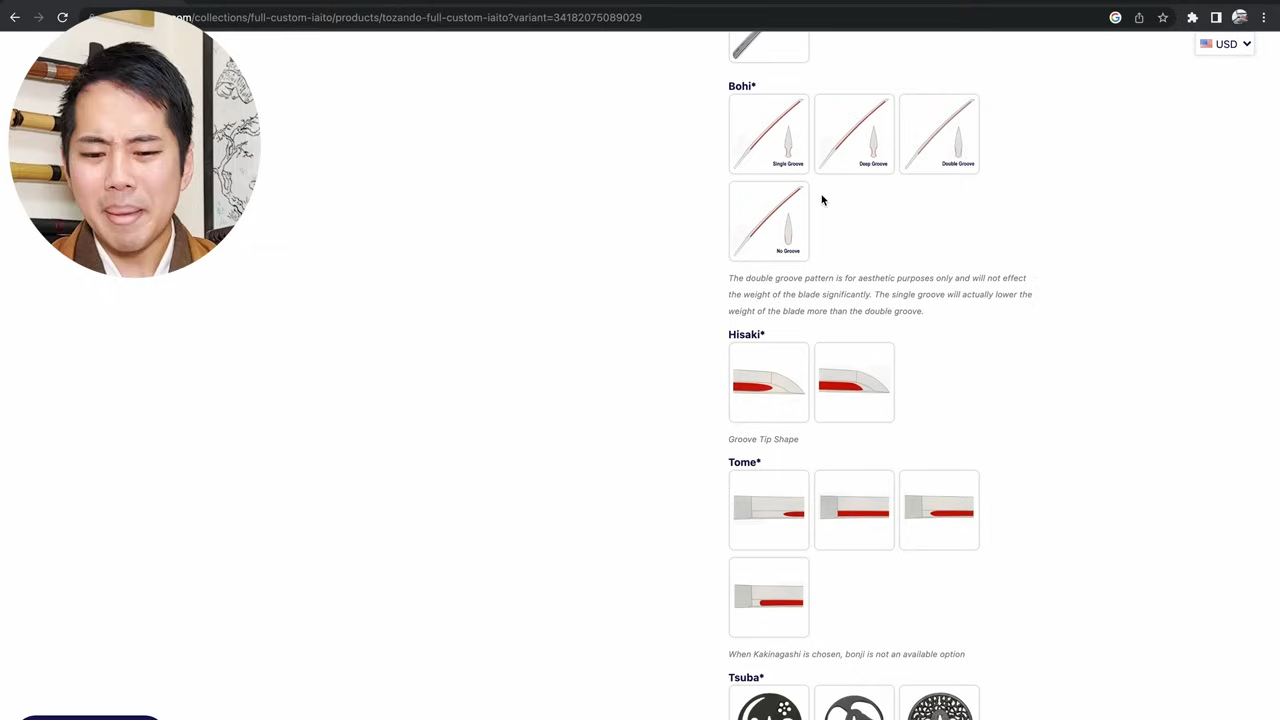 om/collections/full-custom-iaito/products/tozando-full-custom-iaito?variant=34182075089029
USD
Bohi*
Single Groove
Deep Groove
Double Groove
No Groove
The double groove pattern is for aesthetic purposes only and will not effect
the weight of the blade significantly. The single groove will actually lower the
weight of the blade more than the double groove.
Hisaki*
Groove Tip Shape
Tome*
When Kakinagashi is chosen, bonji is not an available option
Tsuba*